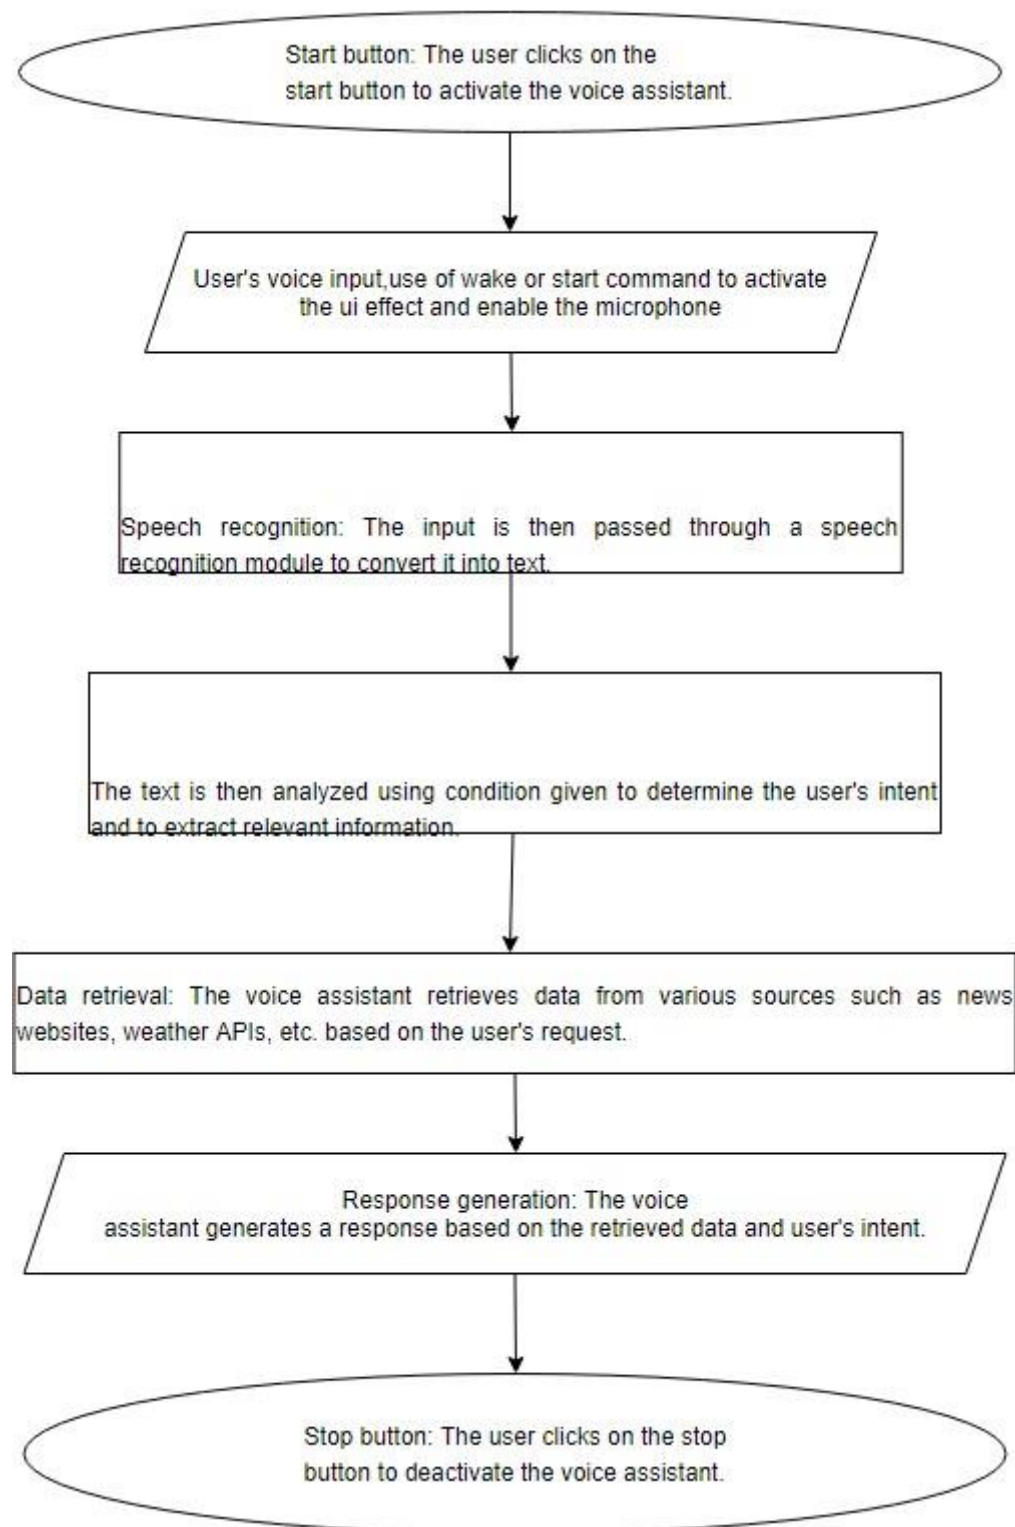 Start button: The user clicks on the
start button to activate the voice assistant.
User's voice input,use of wake or start command to activate
the ui effect and enable the microphone
Speech recognition: The input is then passed through a speech
recognition module to convert it into text.
The text is then analyzed using condition given to determine the user's intent
and to extract relevant information.
Data retrieval: The voice assistant retrieves data from various sources such as news
websites, weather APIs, etc. based on the user's request.
Response generation: The voice
assistant generates a response based on the retrieved data and user's intent.
Stop button: The user clicks on the stop
button to deactivate the voice assistant.